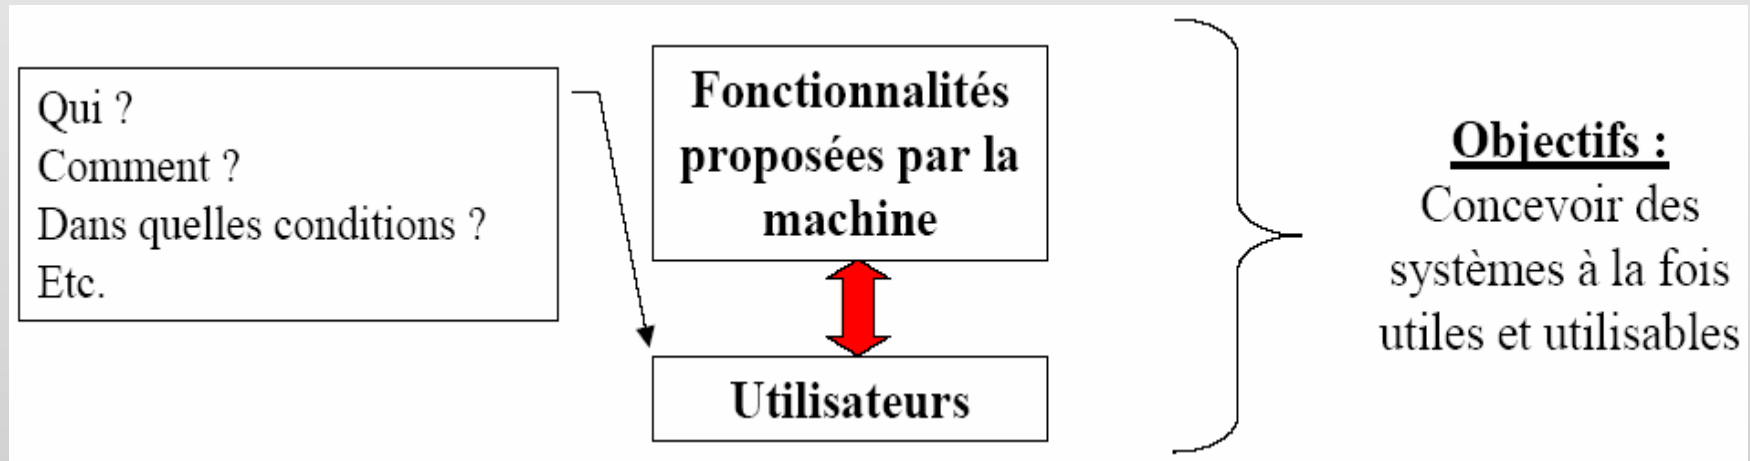 Qui ?
Comment ?
Dans quelles conditions ?
Etc.
Fonctionnalités
proposées par la
machine
Utilisateurs
Objectifs :
Concevoir des
systèmes à la fois
utiles et utilisables